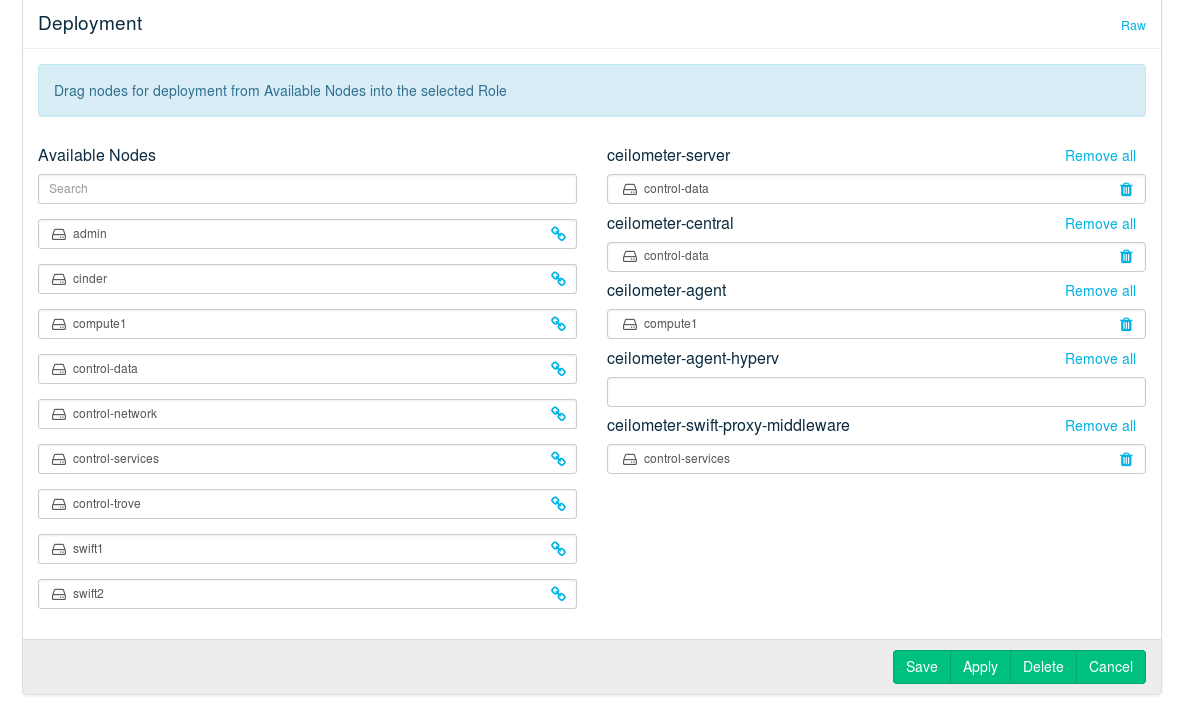 Deployment
Raw
Drag nodes for deployment from Available Nodes into the selected Role
Available Nodes
Search
admin
cinder
compute1
control-data
control-network
control-services
control-trove
swift1
swift2
ceilometer-server
Remove all
control-data
ceilometer-central
Remove all
control-data
ceilometer-agent
Remove all
compute1
ceilometer-agent-hyperv
Remove all
ceilometer-swift-proxy-middleware
Remove all
control-services
Save
Apply
Delete
Cancel